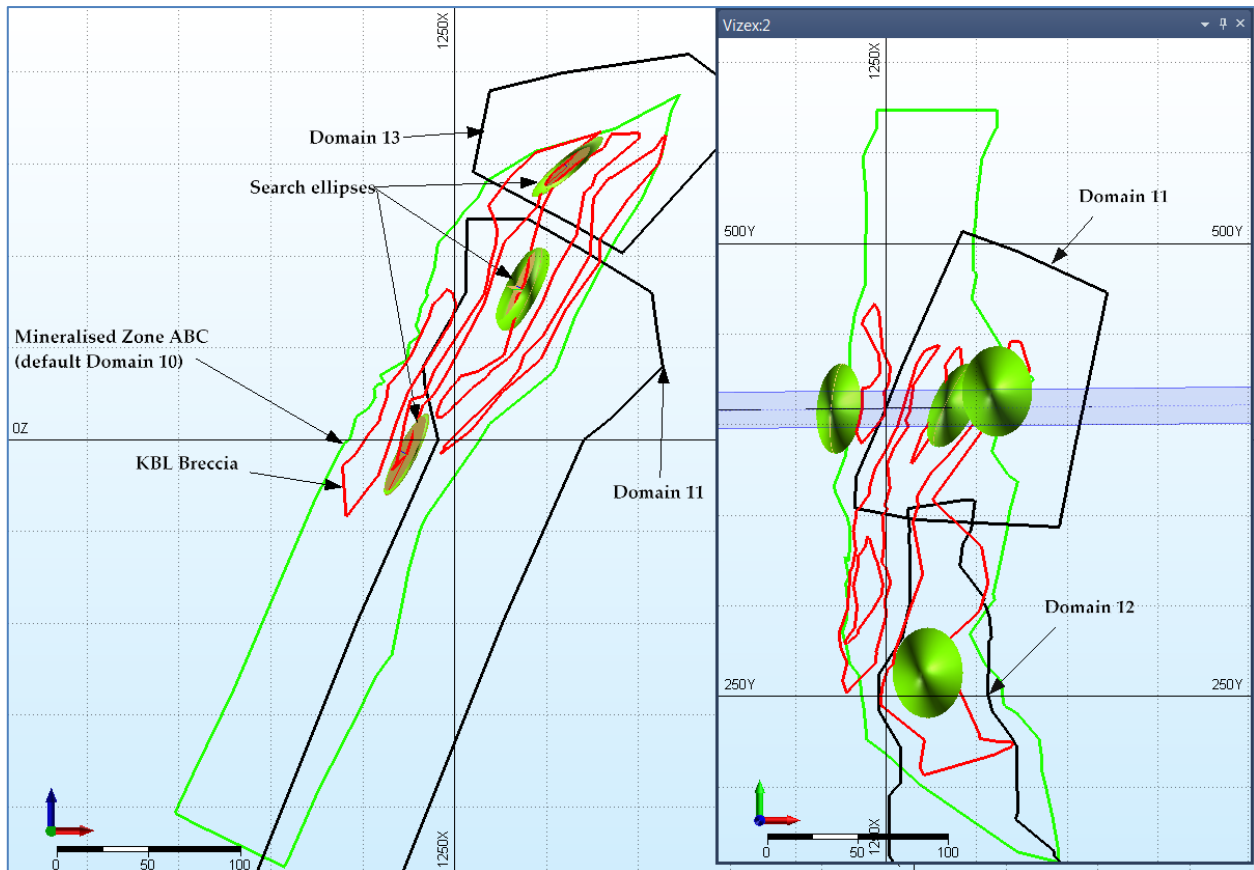 1250X
Domain 13
Search ellipses
Mineralised Zone ABC
(default Domain 10)
0Z
KBL Breccia
Domain 11
1250X
0
50
100
Vizex:2
1250X
Domain 11
500Y
500Y
Domain 12
250Y
250Y
1250X
0
50
100